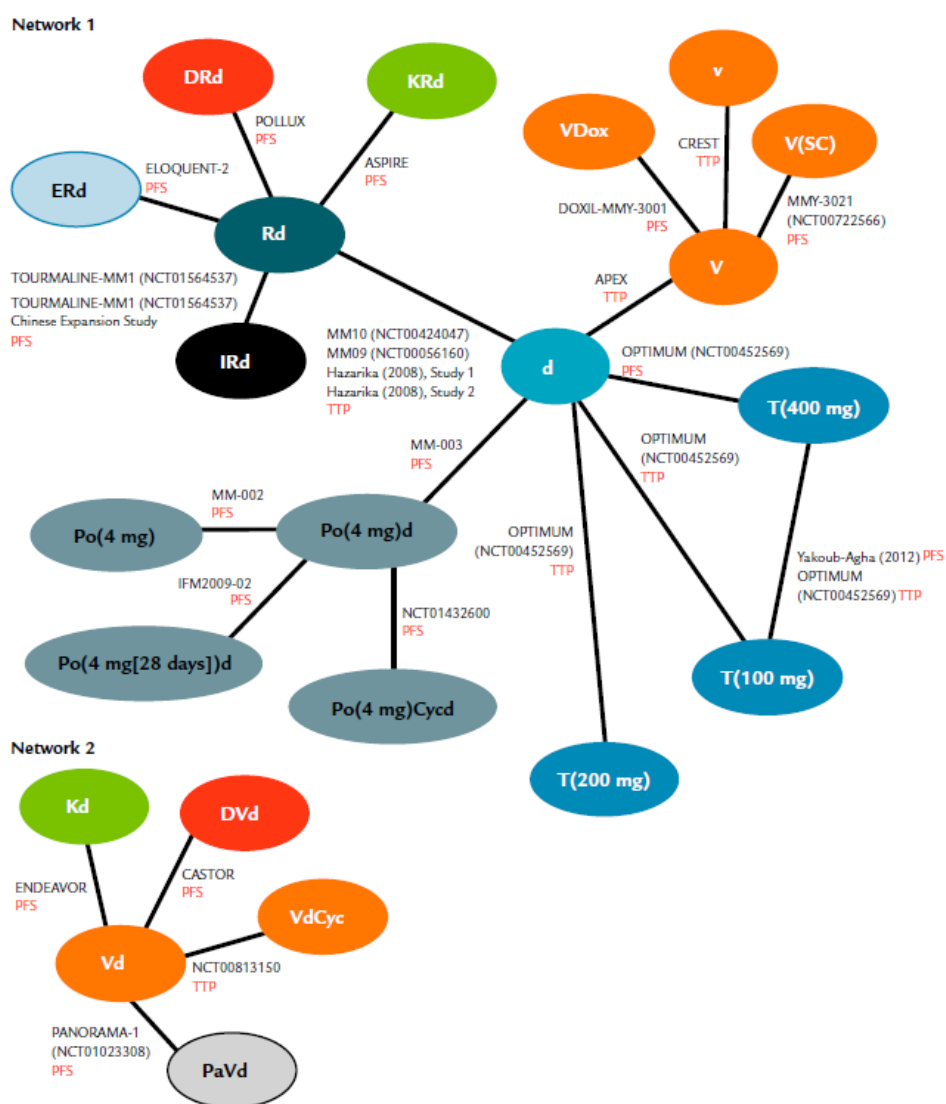 Network 1
DRd
KRd
v
VDox
V(SC)
POLLUX
PFS
CREST
TTP
ELOQUENT-2
PFS
ASPIRE
PFS
ERd
MMY-3021
(NCT00722566)
PFS
DOXIL-MMY-3001
PFS
Rd
V
TOURMALINE-MM1 (NCT01564537)
TOURMALINE-MM1 (NCT01564537)
Chinese Expansion Study
PFS
APEX
TTP
IRd
MM10 (NCT00424047)
MM09 (NCT00056160)
Hazarika (2008), Study 1
Hazarika (2008), Study 2
TTP
d
OPTIMUM (NCT00452569)
PFS
T(400 mg)
MM-003
PFS
OPTIMUM
(NCT00452569)
TTP
MM-002
PFS
Po(4 mg)
Po(4 mg)d
OPTIMUM
(NCT00452569)
TTP
Yakoub-Agha (2012) PFS
OPTIMUM
(NCT00452569) TTP
IFM2009-02
PFS
NCT01432600
PFS
Po(4 mg[28 days])d
T(100 mg)
Po(4 mg)Cycd
T(200 mg)
Network 2
Kd
DVd
ENDEAVOR
PFS
CASTOR
PFS
VdCyc
Vd
NCT00813150
TTP
PANORAMA-1
(NCT01023308)
PFS
PaVd